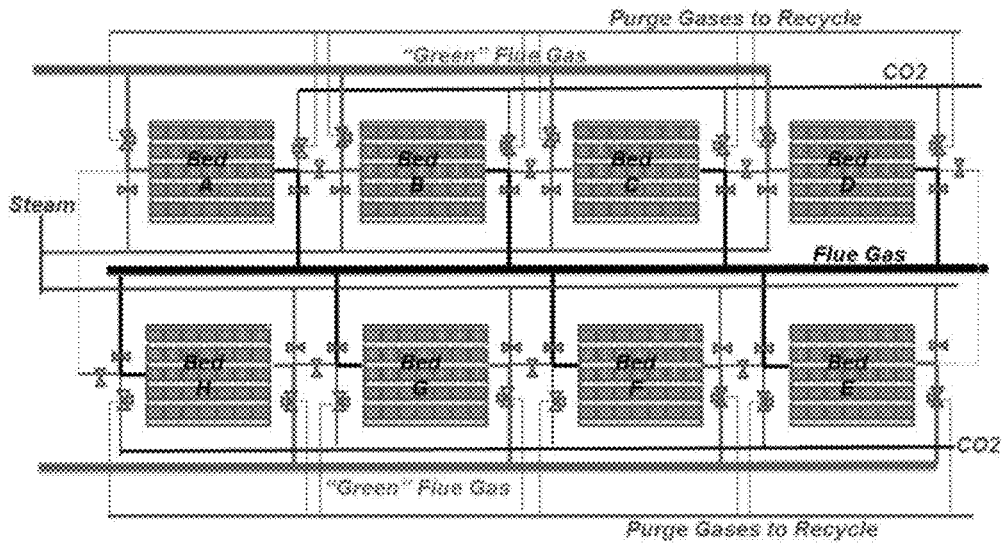 Purge Gases to Recycle
"Green" Flue Gas
CO2
Bed
A
Bed
B
Bed
C
Bed
D
Steam
Flue Gas
Bed
H
Bed
G
Bed
F
Bed
E
CO2
"Green" Flue Gas
Purge Gases to Recycle